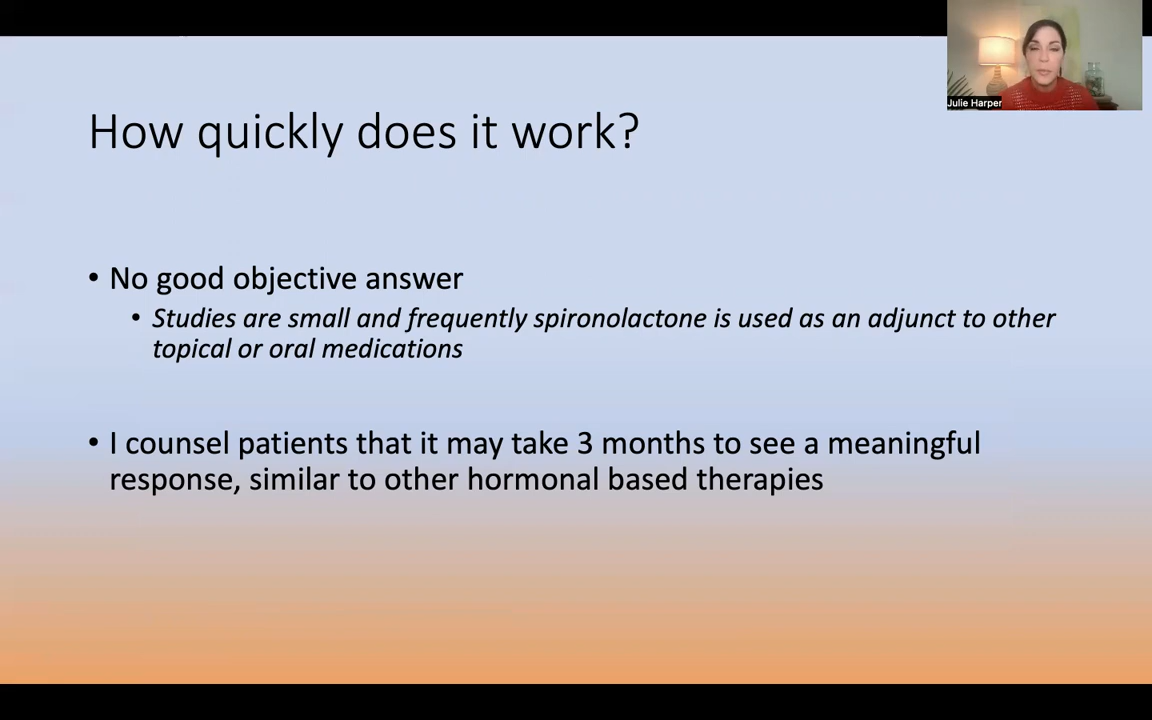 Julie Harper
How quickly does it work?
• No good objective answer
• Studies are small and frequently spironolactone is used as an adjunct to other
topical or oral medications
• I counsel patients that it may take 3 months to see a meaningful
response, similar to other hormonal based therapies